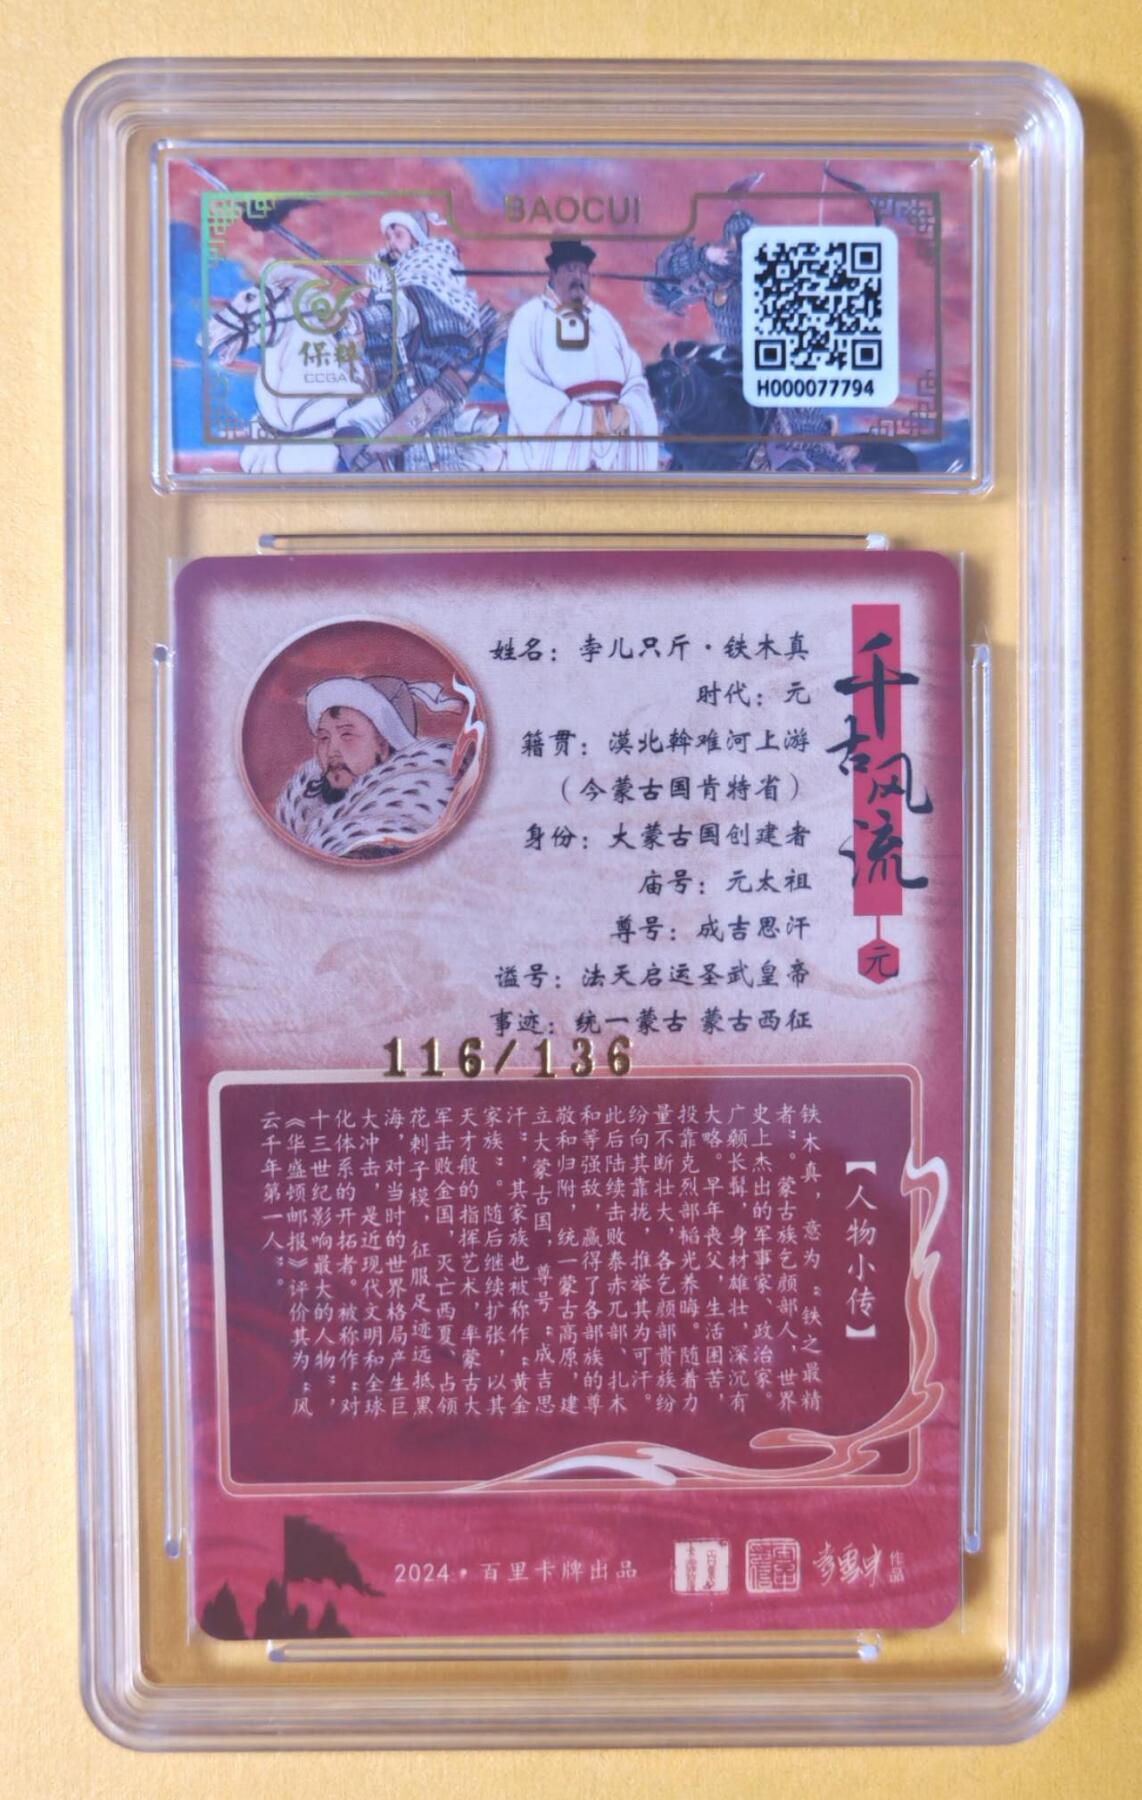 BAOCUI
保粹
CCGA
H000077794
千古风流
元
姓名：孛儿只斤·铁木真
时代：元
籍贯：漠北斡难河上游
（今蒙古国肯特省）
身份：大蒙古国创建者
庙号：元太祖
尊号：成吉思汗
谥号：法天启运圣武皇帝
事迹：统一蒙古 蒙古西征
116/136
【人物小传】
铁木真，意为“铁之最精
者”。蒙古族乞颜部人，世界
史上杰出的军事家、政治家。
广颡长髯，身材雄壮，深沉有
大略。早年丧父，生活困苦，
投靠克烈部韬光养晦。随着力
量不断壮大，各乞颜部贵族纷
纷向其靠拢，推举其为可汗。
此后陆续击败泰赤兀部、扎木
和等强敌，赢得了各部族的尊
敬和归附，统一蒙古高原，建
立大蒙古国，尊号“成吉思
汗”，其家族也被称作“黄金
家族”。随后继续扩张，以其
天才般的指挥艺术，率蒙古大
军击败金国，灭亡西夏、占领
花剌子模，征服足迹远抵黑
海，对当时的世界格局产生巨
大冲击，是近现代文明和全球
化体系的开拓者。被称作“对
十三世纪影响最大的人物”，
《华盛顿邮报》评价其为“风
云千年第一人”。
2024·百里卡牌出品
作品